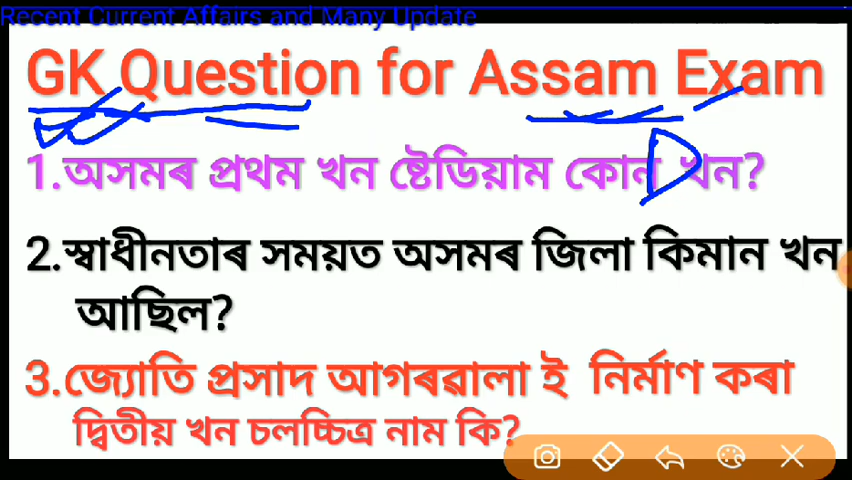 Recent Current Affairs and Many Update
GK Question for Assam Exam
1.অসমৰ প্ৰথম খন ষ্টেডিয়াম কোন খন?
2.স্বাধীনতাৰ সময়ত অসমৰ জিলা কিমান খন
আছিল?
3.জ্যোতি প্ৰসাদ আগৰৱালা ই নিৰ্মাণ কৰা
দ্বিতীয় খন চলচ্চিত্ৰ নাম কি?